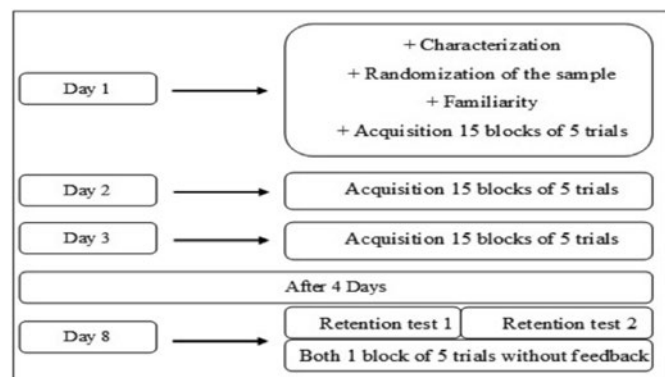 Day 1
+ Characterization
+ Randomization of the sample
+ Familiarity
+ Acquisition 15 blocks of 5 trials
Day 2
Acquisition 15 blocks of 5 trials
Day 3
Acquisition 15 blocks of 5 trials
After 4 Days
Day 8
Retention test 1
Retention test 2
Both 1 block of 5 trials without feedback